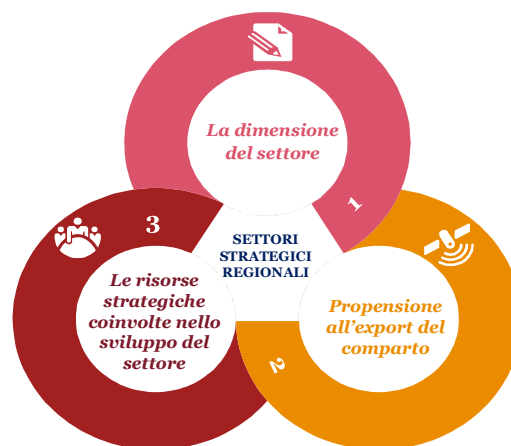 La dimensione
del settore
1
3
SETTORI
STRATEGICI
REGIONALI
Le risorse
strategiche
coinvolte nello
sviluppo del
settore
Propensione
all'export del
comparto
2